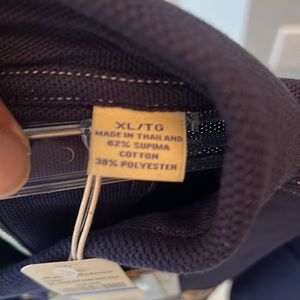 XL/TG
MADE IN THAILAND
62% SUPIMA
COTTON
38% POLYESTER